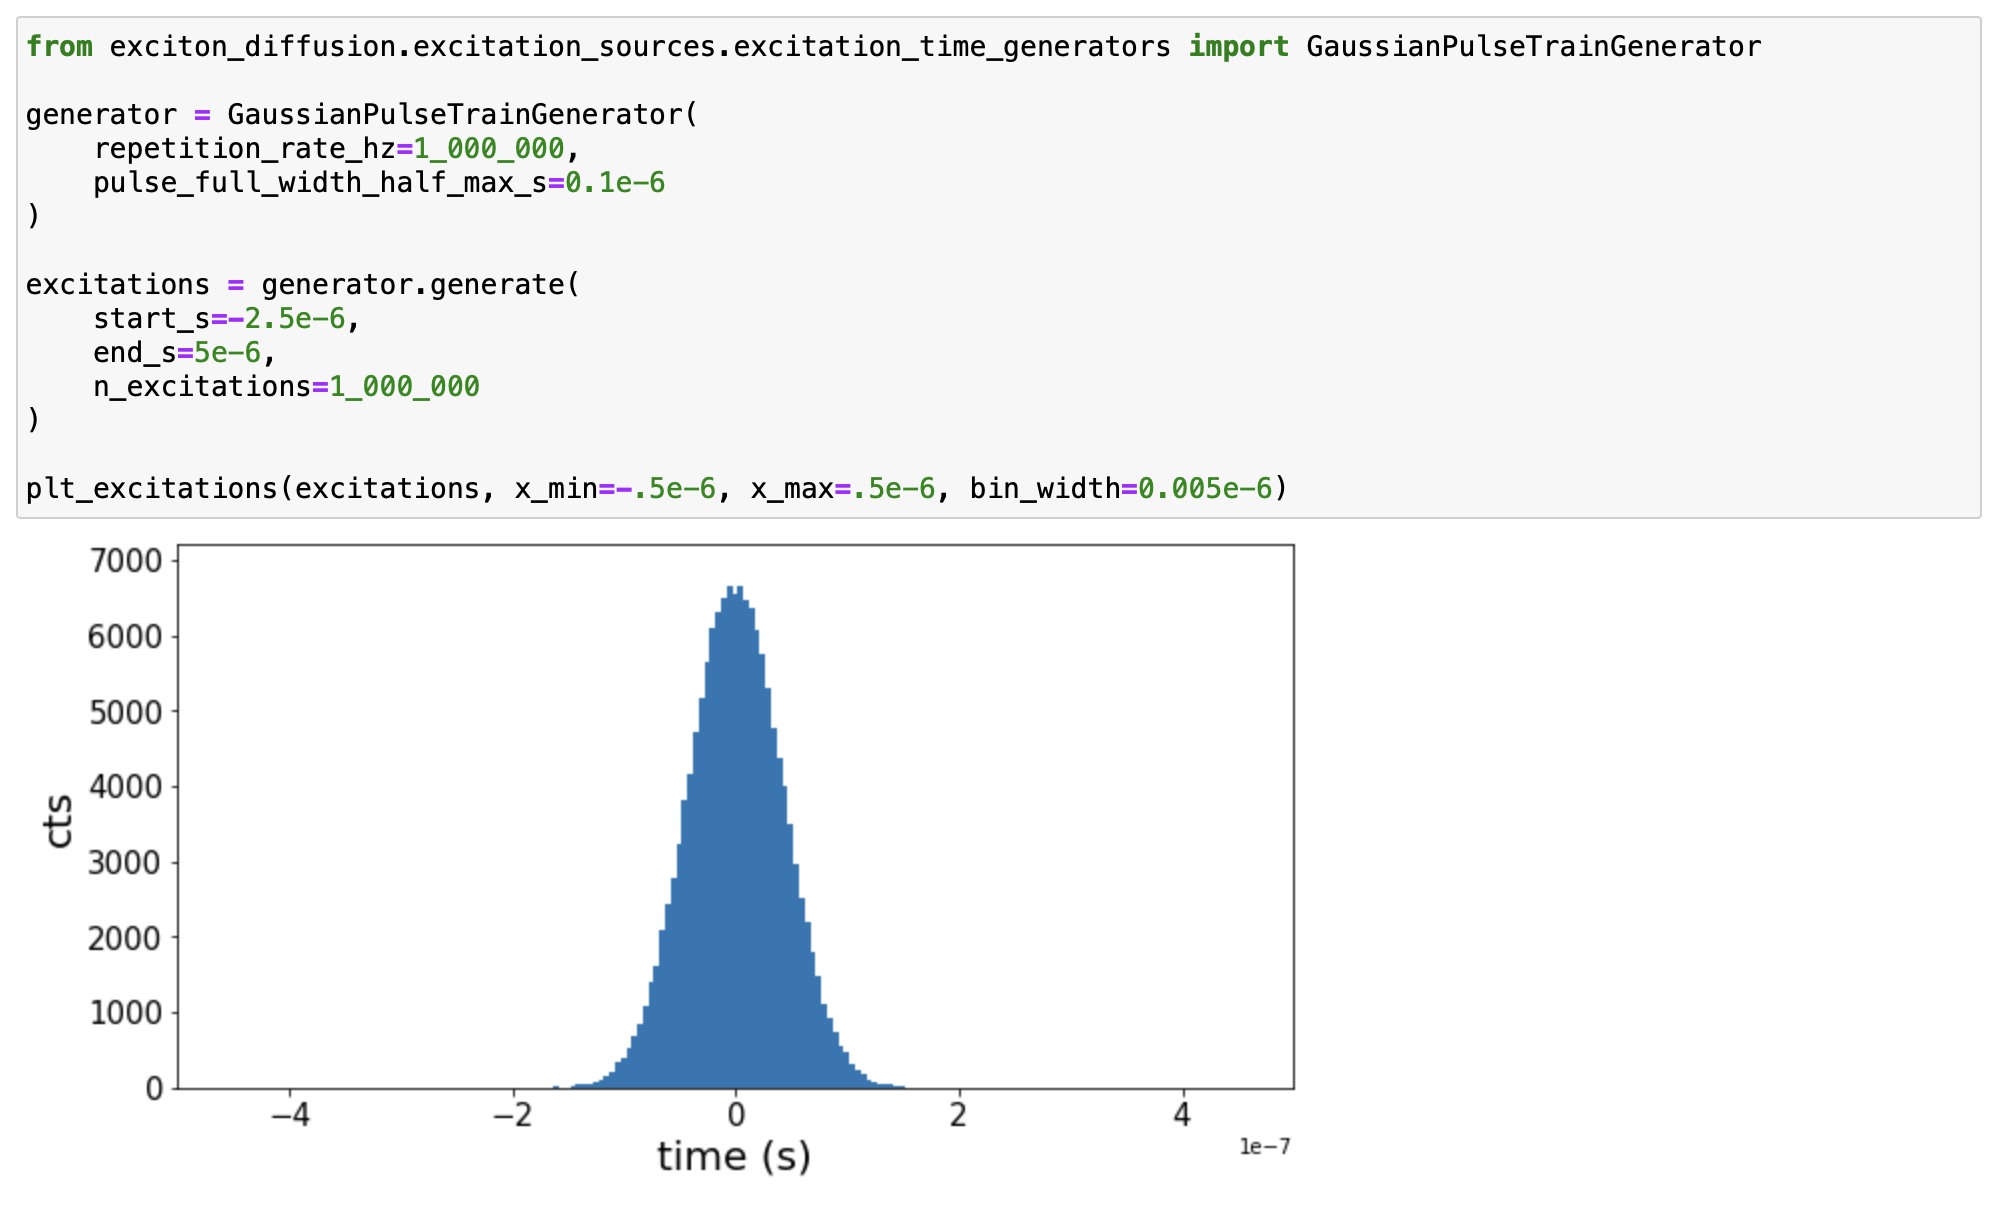 from exciton_diffusion.excitation_sources.excitation_time_generators import GaussianPulseTrainGenerator
generator = GaussianPulseTrainGenerator(
    repetition_rate_hz=1_000_000,
    pulse_full_width_half_max_s=0.1e-6
)
excitations = generator.generate(
    start_s=-2.5e-6,
    end_s=5e-6,
    n_excitations=1_000_000
)
plt_excitations(excitations, x_min=-.5e-6, x_max=.5e-6, bin_width=0.005e-6)
7000
6000
5000
4000
3000
2000
1000
0
cts
−4 −2 0 2 4
1e−7
time (s)